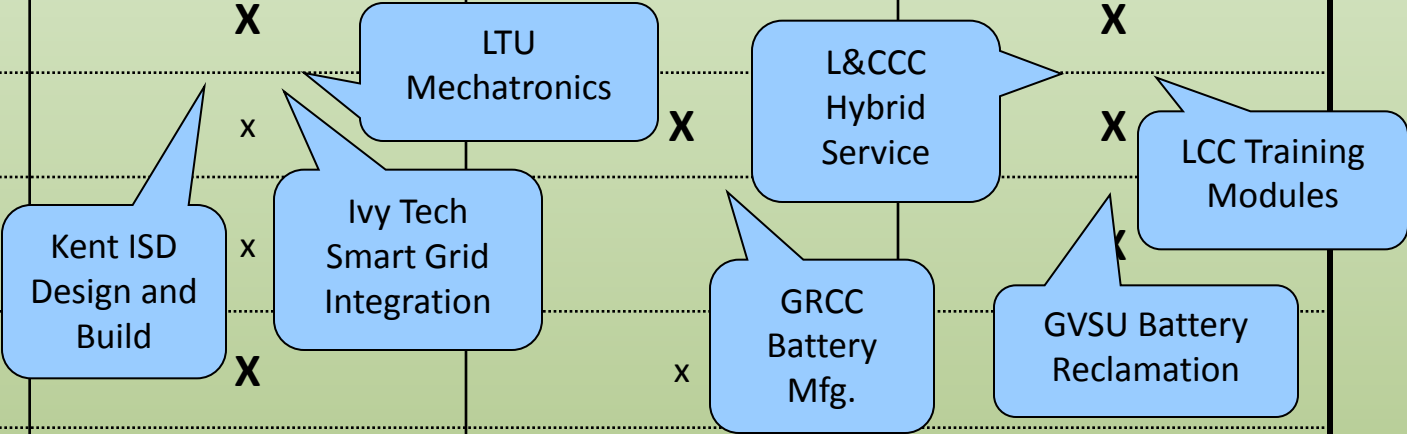 X
X
LTU
Mechatronics
L&CCC
Hybrid
Service
x
X
X
LCC Training
Modules
Kent ISD
Design and
Build
x
Ivy Tech
Smart Grid
Integration
X
GRCC
Battery
Mfg.
GVSU Battery
Reclamation
X
x